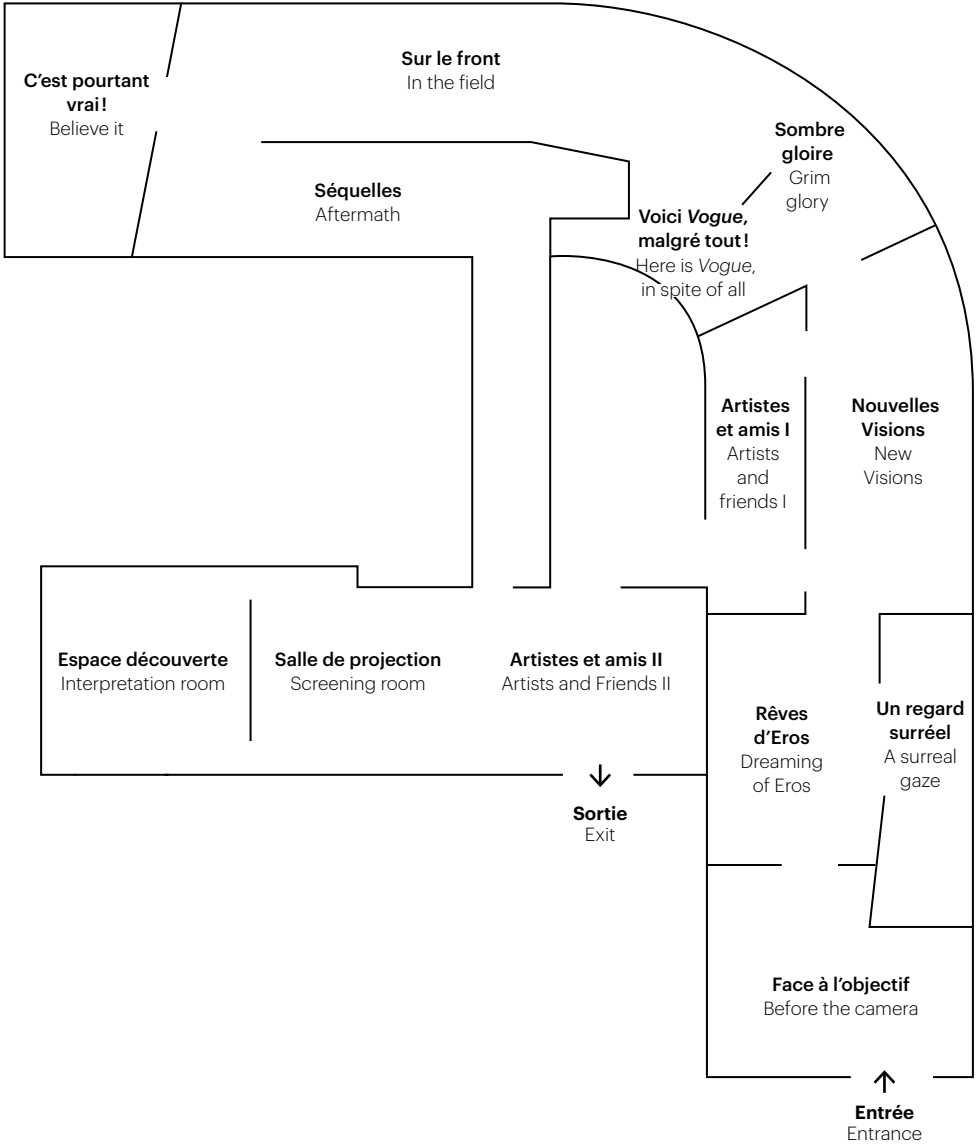 Sur le front
In the field
C’est pourtant
vrai !
Believe it
Sombre
gloire
Grim
glory
Séquelles
Aftermath
Voici Vogue,
malgré tout !
Here is Vogue,
in spite of all
Artistes
et amis I
Artists
and
friends I
Nouvelles
Visions
New
Visions
Espace découverte
Interpretation room
Salle de projection
Screening room
Artistes et amis II
Artists and Friends II
Rêves
d’Eros
Dreaming
of Eros
Un regard
surréel
A surreal
gaze
Sortie
Exit
Face à l’objectif
Before the camera
Entrée
Entrance